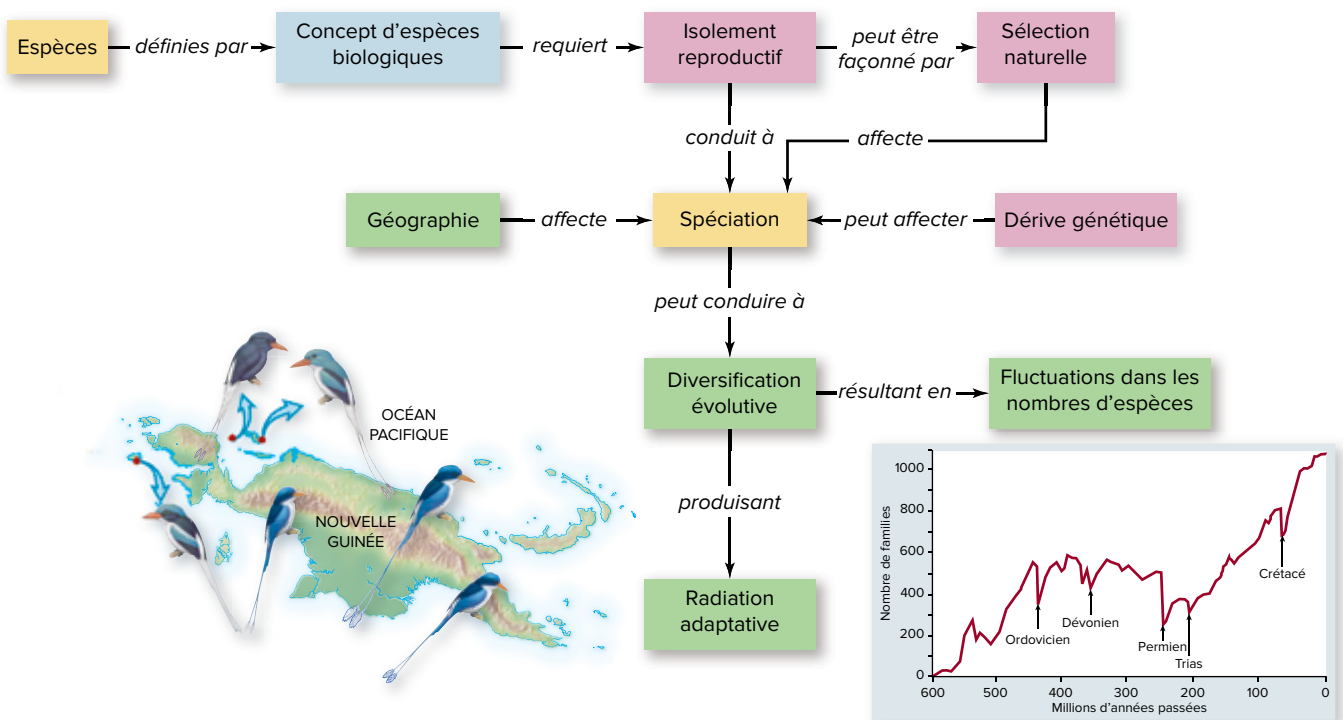 Espèces
définies par
Concept d'espèces
biologiques
requiert
Isolement
reproductif
peut être
façonné par
Sélection
naturelle
conduit à
affecte
Géographie
affecte
Spéciation
peut affecter
Dérive génétique
peut conduire à
Diversification
évolutive
résultant en
Fluctuations dans les
nombres d'espèces
produisant
Radiation
adaptative
OCÉAN
PACIFIQUE
NOUVELLE
GUINÉE
Nombre de familles
1000
800
600
400
200
0
Ordovicien
Dévonien
Permien
Trias
Crétacé
600 500 400 300 200 100 0
Millions d'années passées